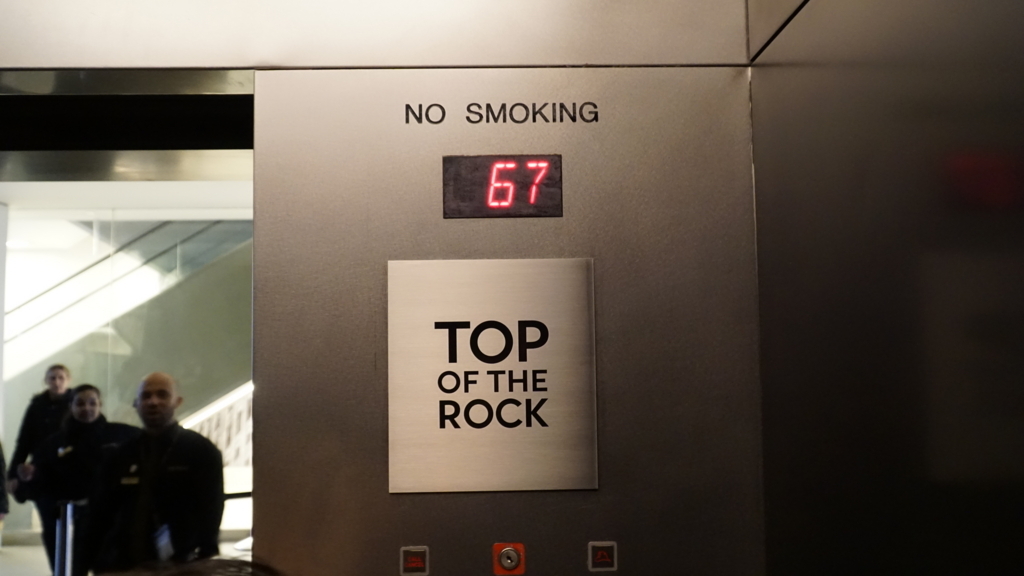 NO SMOKING
67
TOP
OF THE
ROCK